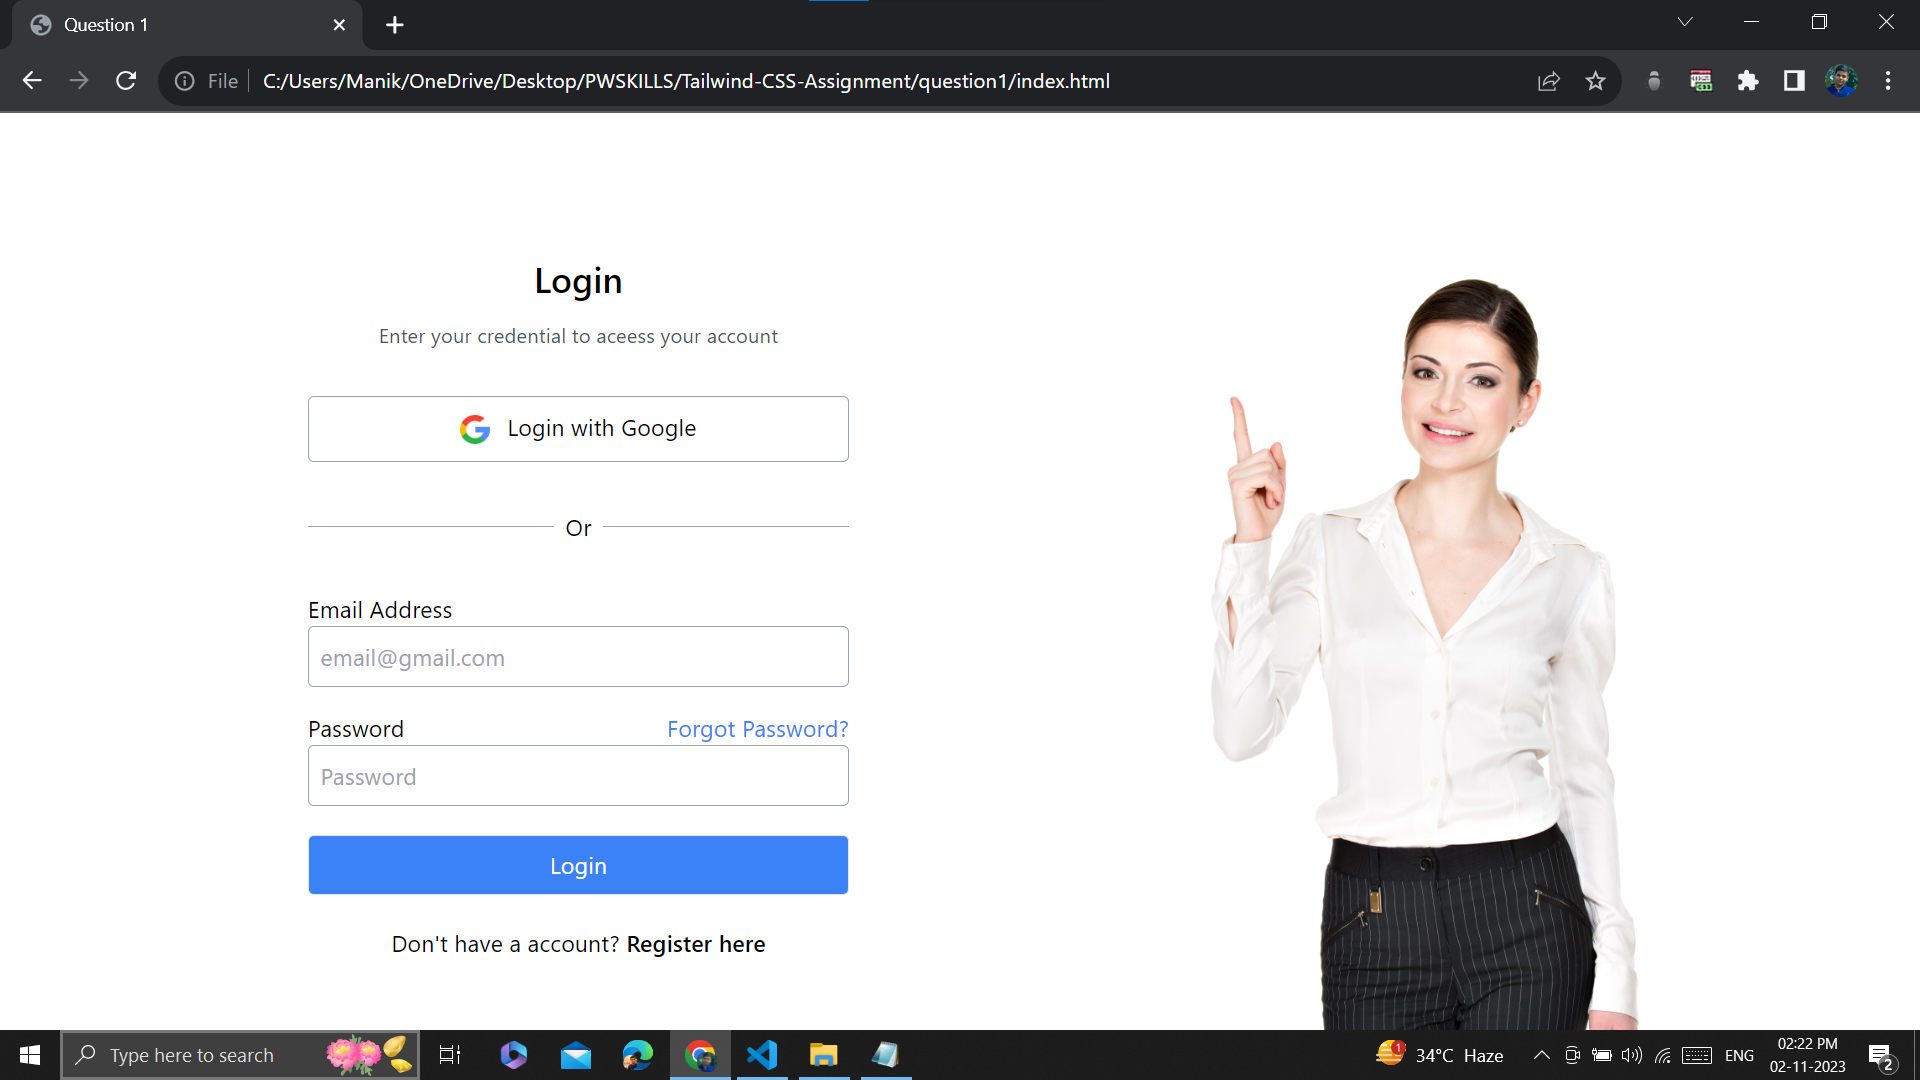 Question 1
File C:/Users/Manik/OneDrive/Desktop/PWSKILLS/Tailwind-CSS-Assignment/question1/index.html
Login
Enter your credential to aceess your account
Login with Google
Or
Email Address
email@gmail.com
Password Forgot Password?
Password
Login
Don't have a account? Register here
Type here to search
1 34°C Haze ENG 02:22 PM
02-11-2023 2